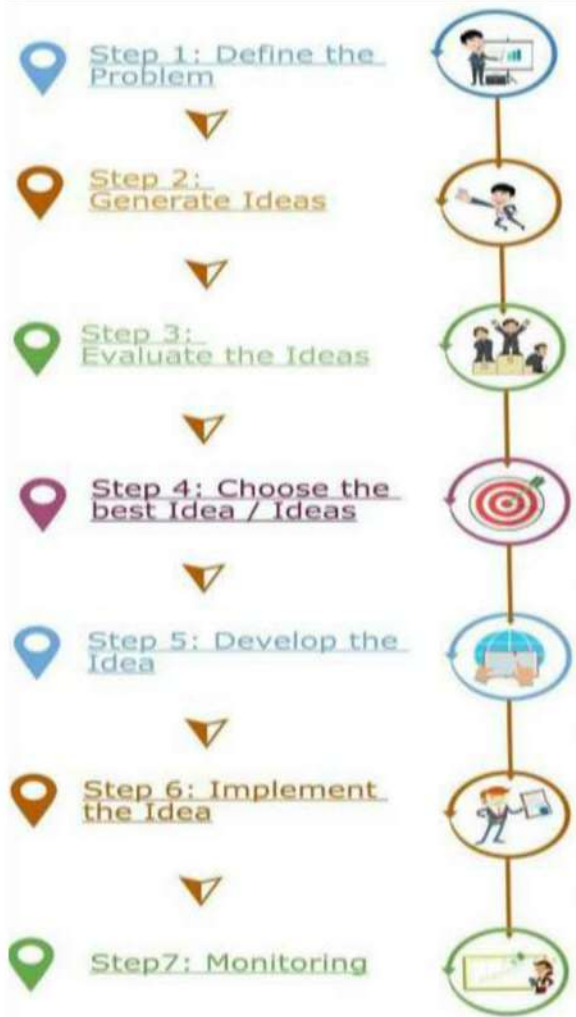 Step 1: Define the
Problem
Step 2:
Generate Ideas
Step 3:
Evaluate the Ideas
Step 4: Choose the
best Idea / Ideas
Step 5: Develop the
Idea
Step 6: Implement
the Idea
Step7: Monitoring